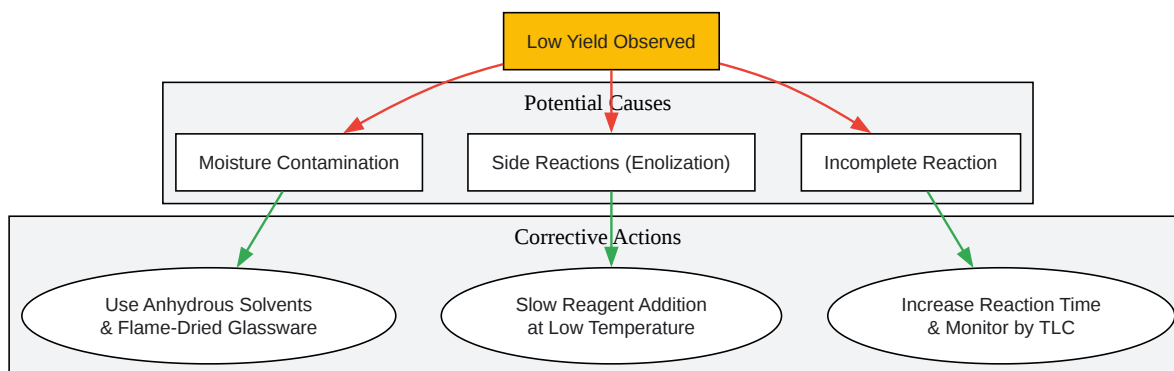 Low Yield Observed
Potential Causes
Moisture Contamination
Side Reactions (Enolization)
Incomplete Reaction
Corrective Actions
Use Anhydrous Solvents
& Flame-Dried Glassware
Slow Reagent Addition
at Low Temperature
Increase Reaction Time
& Monitor by TLC